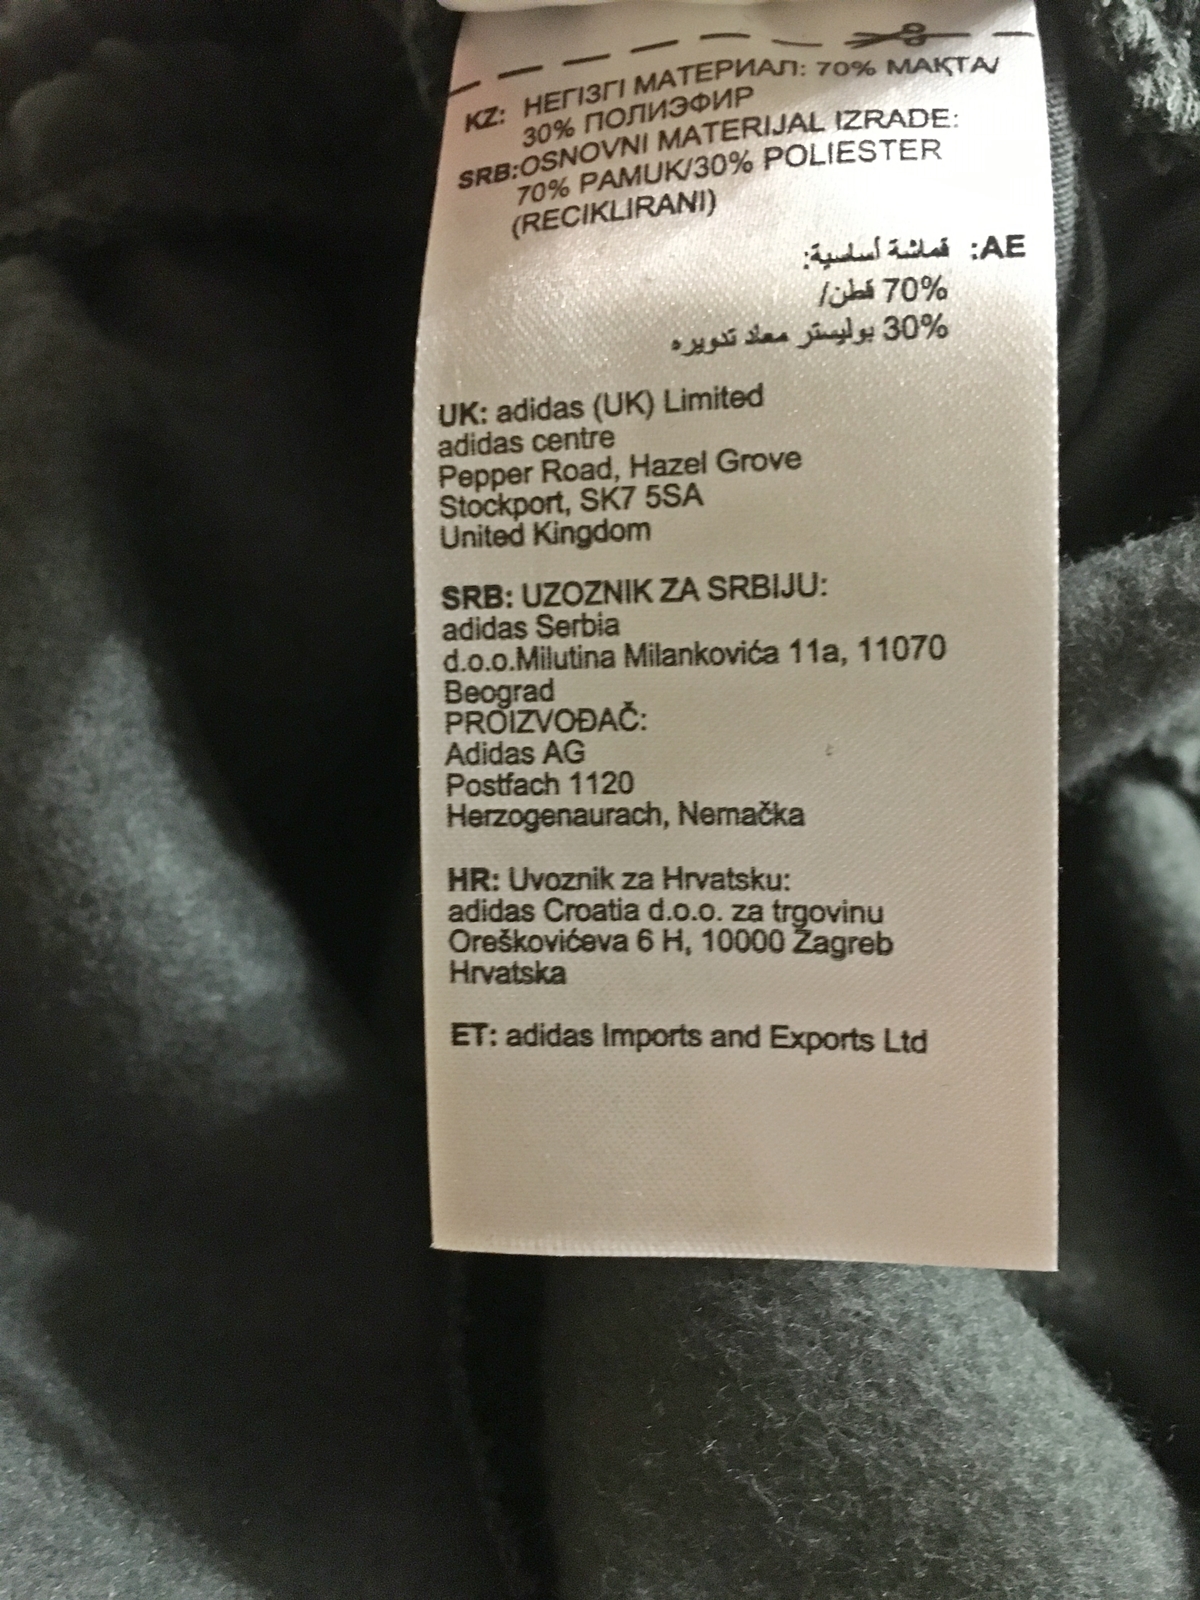 KZ: НЕГІЗГІ МАТЕРИАЛ: 70% МАҚТА/
30% ПОЛИЭФИР
SRB:OSNOVNI MATERIJAL IZRADE:
70% PAMUK/30% POLIESTER
(RECIKLIRANI)
AE: قماشة أساسية:
70% قطن/
30% بوليستر معاد تدويره
UK: adidas (UK) Limited
adidas centre
Pepper Road, Hazel Grove
Stockport, SK7 5SA
United Kingdom
SRB: UZOZNIK ZA SRBIJU:
adidas Serbia
d.o.o.Milutina Milankovića 11a, 11070
Beograd
PROIZVOĐAČ:
Adidas AG
Postfach 1120
Herzogenaurach, Nemačka
HR: Uvoznik za Hrvatsku:
adidas Croatia d.o.o. za trgovinu
Oreškovićeva 6 H, 10000 Zagreb
Hrvatska
ET: adidas Imports and Exports Ltd